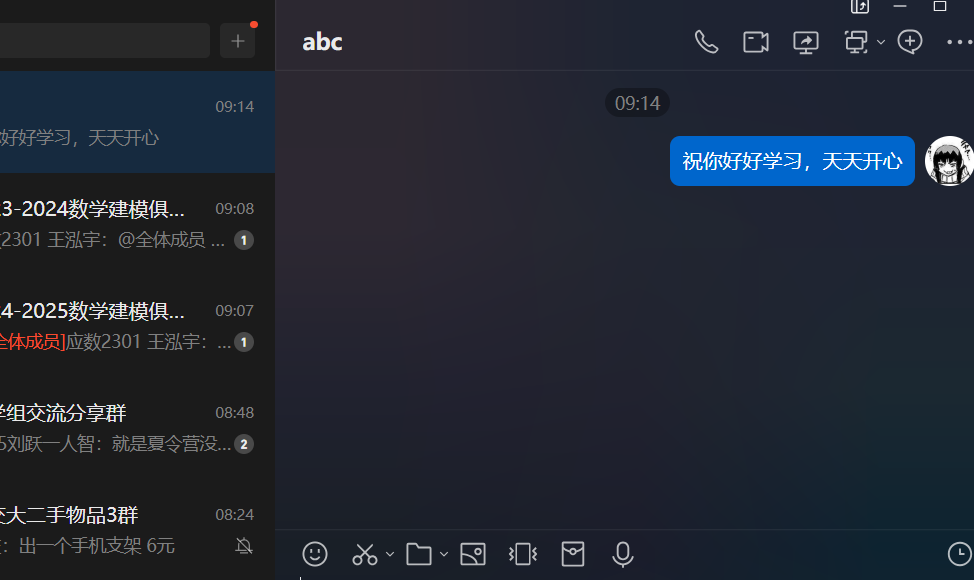 abc
09:14
好好学习，天天开心
09:14
祝你好好学习，天天开心
3-2024数学建模俱...
09:08
2301 王泓宇：@全体成员 ...
1
4-2025数学建模俱...
09:07
全体成员]应数2301 王泓宇：...
1
学组交流分享群
08:48
5刘跃一人智：就是夏令营没...
2
交大二手物品3群
08:24
：出一个手机支架 6元